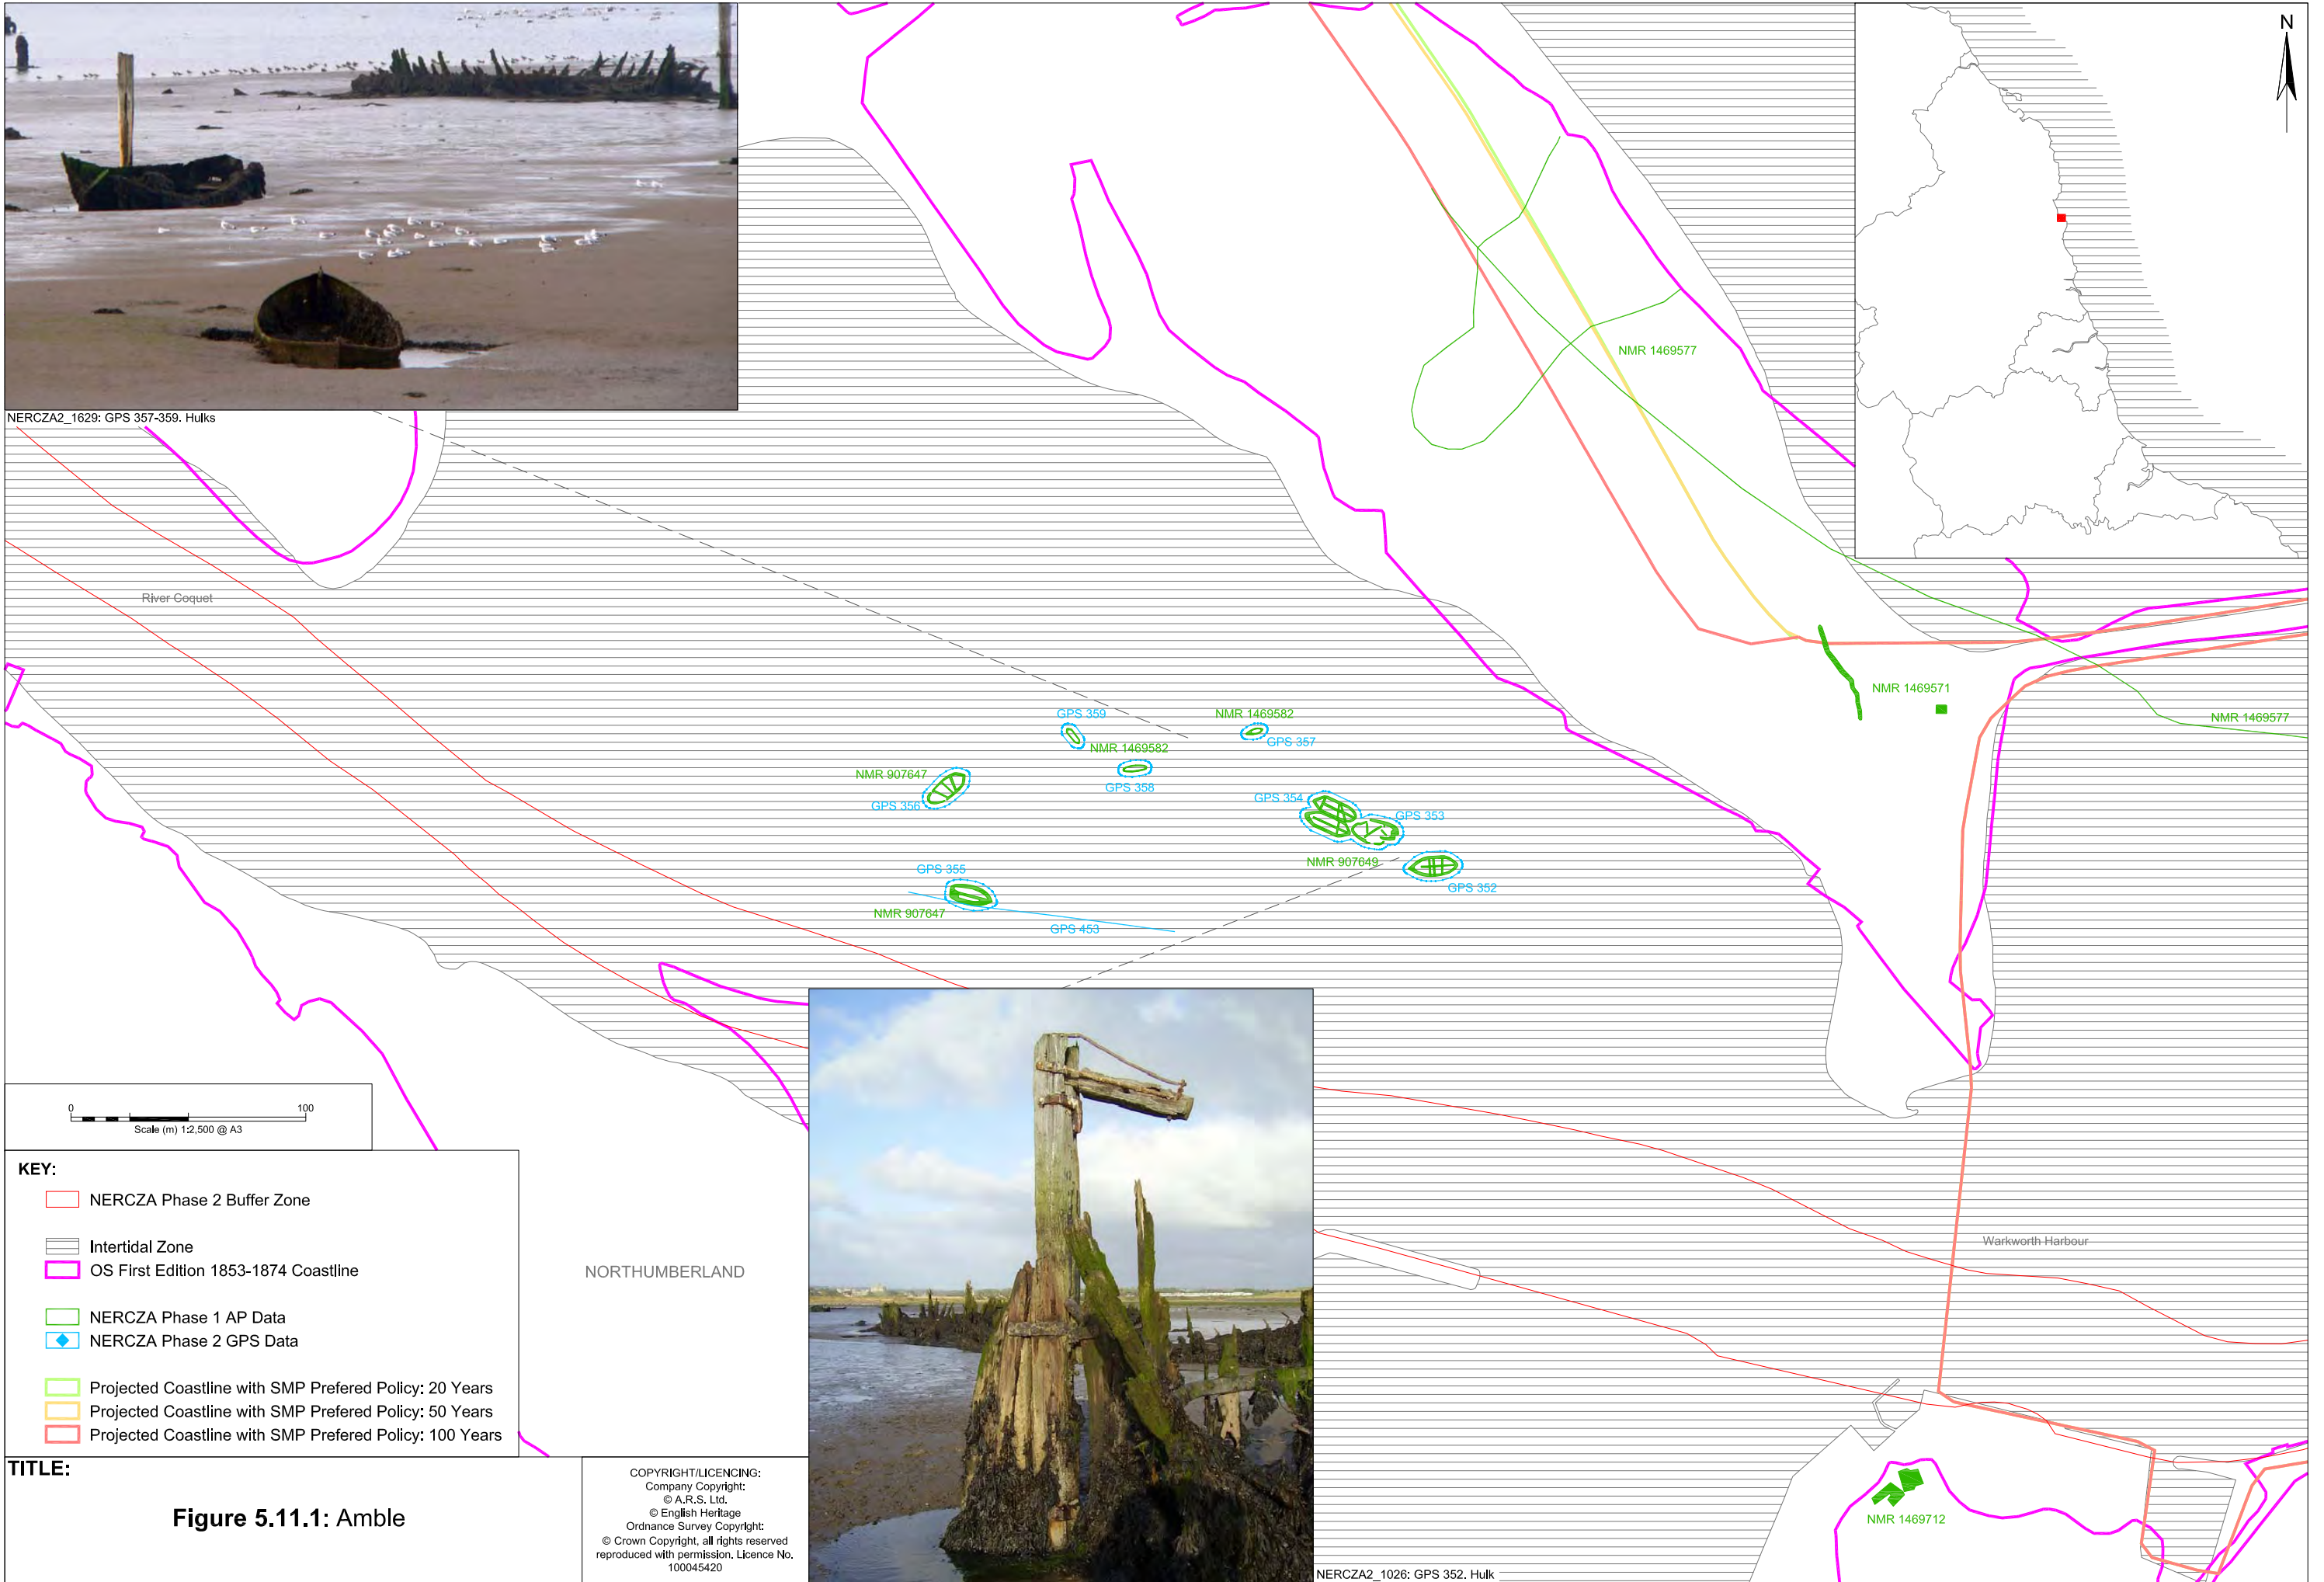 NERCZA2_1629: GPS 357-359. Hulks
N
NMR 1469577
River Coquet
NMR 1469571
NMR 1469577
GPS 359
NMR 1469582
NMR 1469582
GPS 357
NMR 907647
GPS 356
GPS 358
GPS 354
GPS 353
NMR 907649
GPS 352
GPS 355
NMR 907647
GPS 453
0 100
Scale (m) 1:2,500 @ A3
KEY:
NERCZA Phase 2 Buffer Zone
Intertidal Zone
OS First Edition 1853-1874 Coastline
NERCZA Phase 1 AP Data
NERCZA Phase 2 GPS Data
Projected Coastline with SMP Prefered Policy: 20 Years
Projected Coastline with SMP Prefered Policy: 50 Years
Projected Coastline with SMP Prefered Policy: 100 Years
NORTHUMBERLAND
Warkworth Harbour
NMR 1469712
TITLE:
Figure 5.11.1: Amble
COPYRIGHT/LICENCING:
Company Copyright:
© A.R.S. Ltd.
© English Heritage
Ordnance Survey Copyright:
© Crown Copyright, all rights reserved
reproduced with permission. Licence No.
100045420
NERCZA2_1026: GPS 352. Hulk